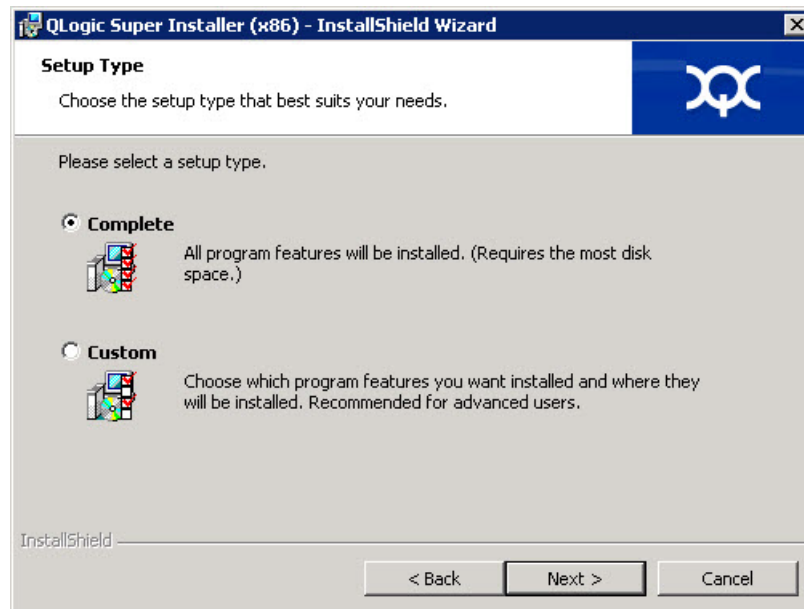 QLogic Super Installer (x86) - InstallShield Wizard
Setup Type
Choose the setup type that best suits your needs.
Please select a setup type.
Complete
All program features will be installed. (Requires the most disk
space.)
Custom
Choose which program features you want installed and where they
will be installed. Recommended for advanced users.
InstallShield
< Back
Next >
Cancel